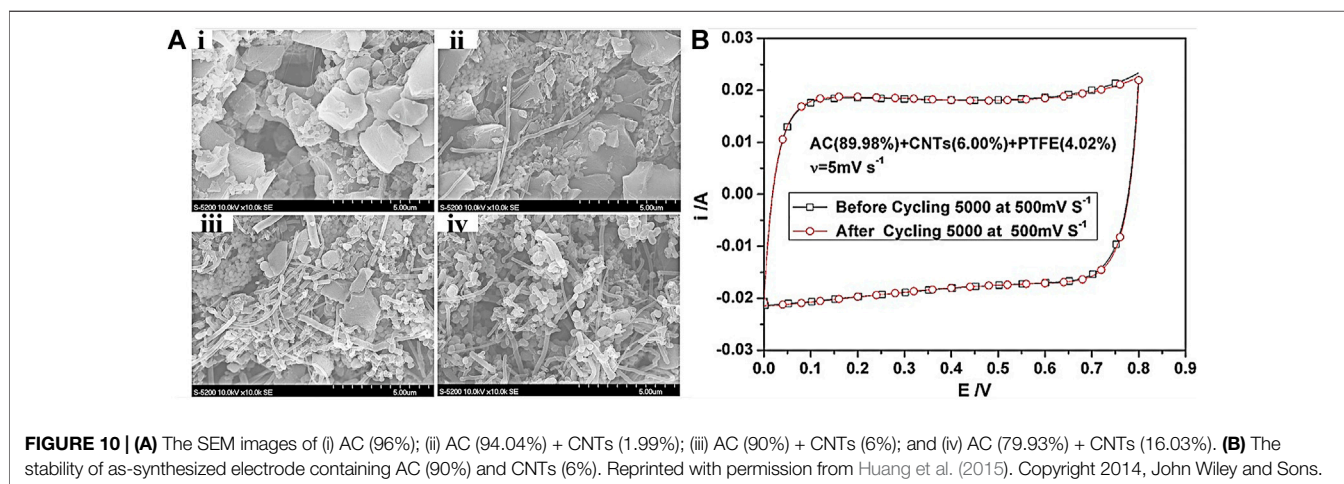 A
i
S-5200 10.0kV x10.0k SE
5.00um
ii
S-5200 10.0kV x10.0k SE
5.00um
iii
S-5200 10.0kV x10.0k SE
5.00um
iv
S-5200 10.0kV x10.0k SE
5.00um
B
0.03
0.02
0.01
0.00
-0.01
-0.02
-0.03
i /A
AC(89.98%)+CNTs(6.00%)+PTFE(4.02%)
ν=5mV s⁻¹
Before Cycling 5000 at 500mV S⁻¹
After Cycling 5000 at 500mV S⁻¹
0.0 0.1 0.2 0.3 0.4 0.5 0.6 0.7 0.8 0.9
E /V
FIGURE 10 | (A) The SEM images of (i) AC (96%); (ii) AC (94.04%) + CNTs (1.99%); (iii) AC (90%) + CNTs (6%); and (iv) AC (79.93%) + CNTs (16.03%). (B) The
stability of as-synthesized electrode containing AC (90%) and CNTs (6%). Reprinted with permission from Huang et al. (2015). Copyright 2014, John Wiley and Sons.